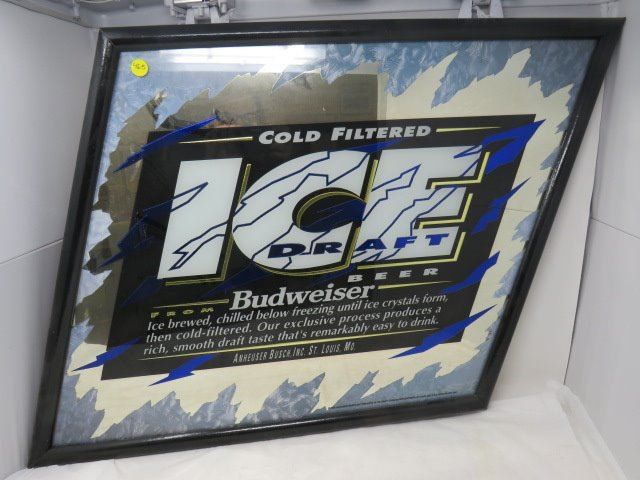 465
COLD FILTERED
ICE
DRAFT
BEER
FROM
Budweiser
Ice brewed, chilled below freezing until ice crystals form,
then cold-filtered. Our exclusive process produces a
rich, smooth draft taste that's remarkably easy to drink.
ANHEUSER BUSCH, INC. ST. LOUIS, MO.